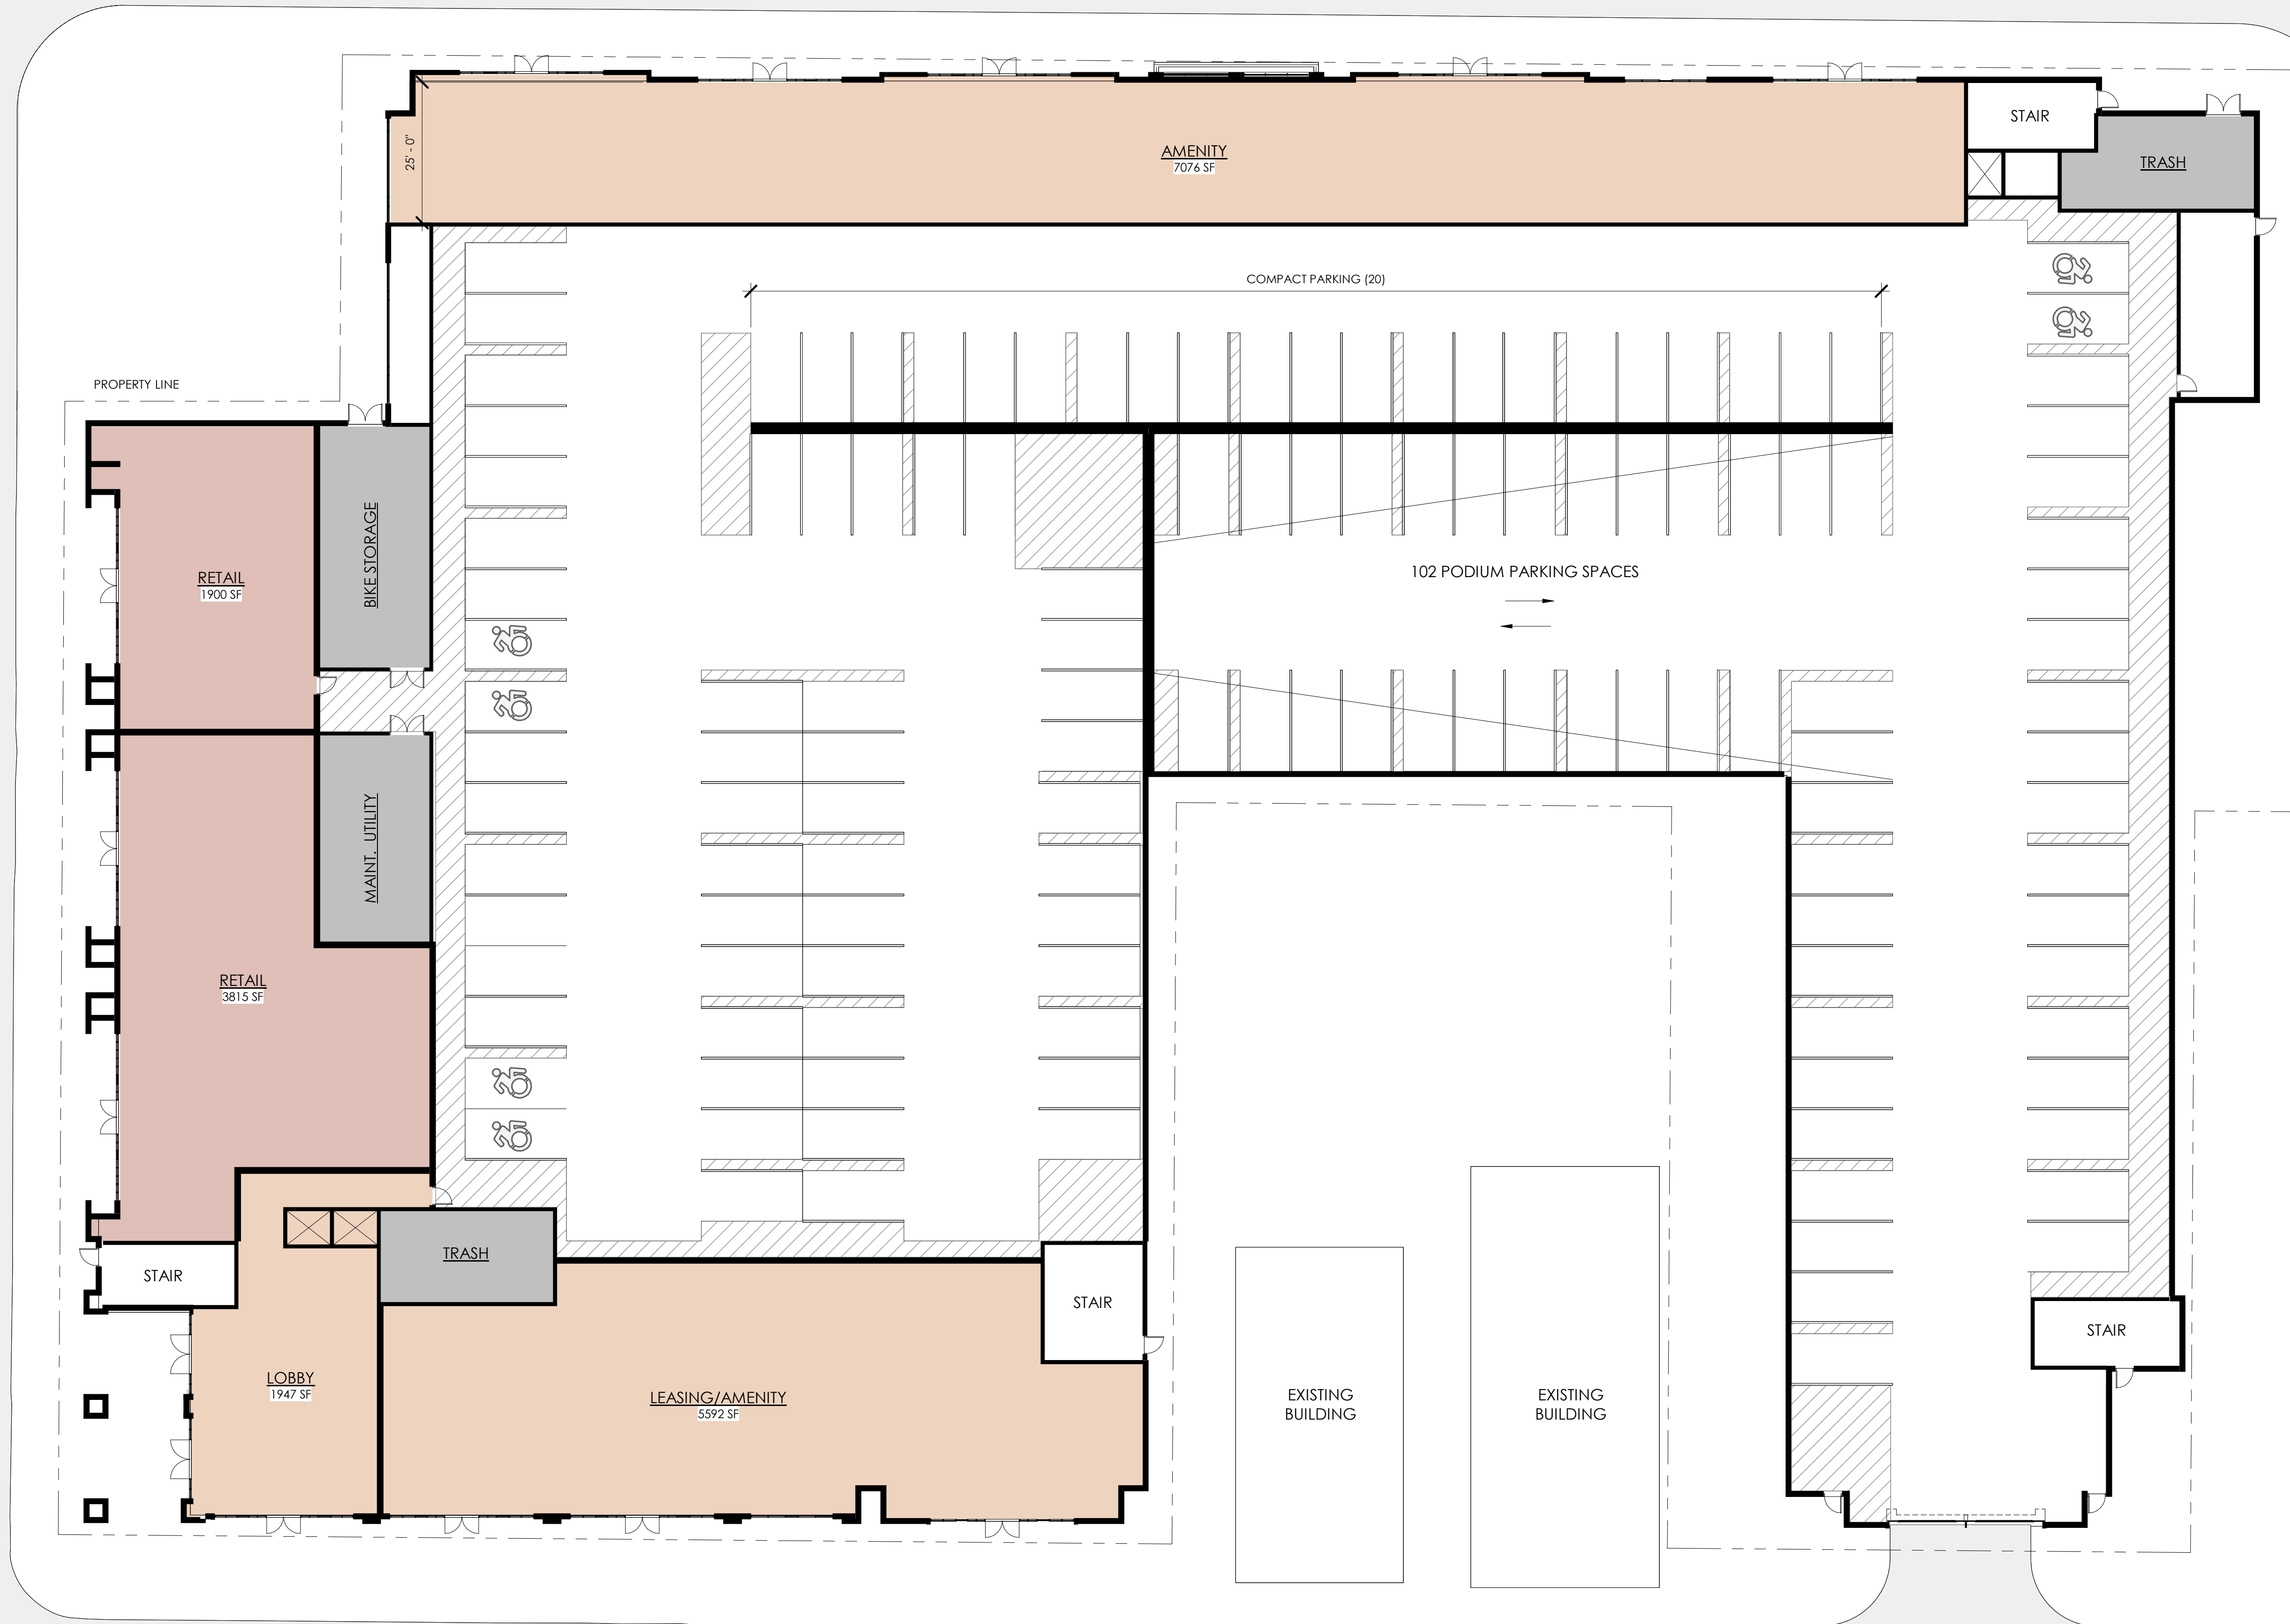 STAIR
AMENITY
7076 SF
TRASH
25' - 0"
COMPACT PARKING (20)
PROPERTY LINE
BIKE STORAGE
RETAIL
1900 SF
102 PODIUM PARKING SPACES
MAINT. UTILITY
RETAIL
3815 SF
TRASH
STAIR
STAIR
STAIR
LOBBY
1947 SF
LEASING/AMENITY
5592 SF
EXISTING
BUILDING
EXISTING
BUILDING